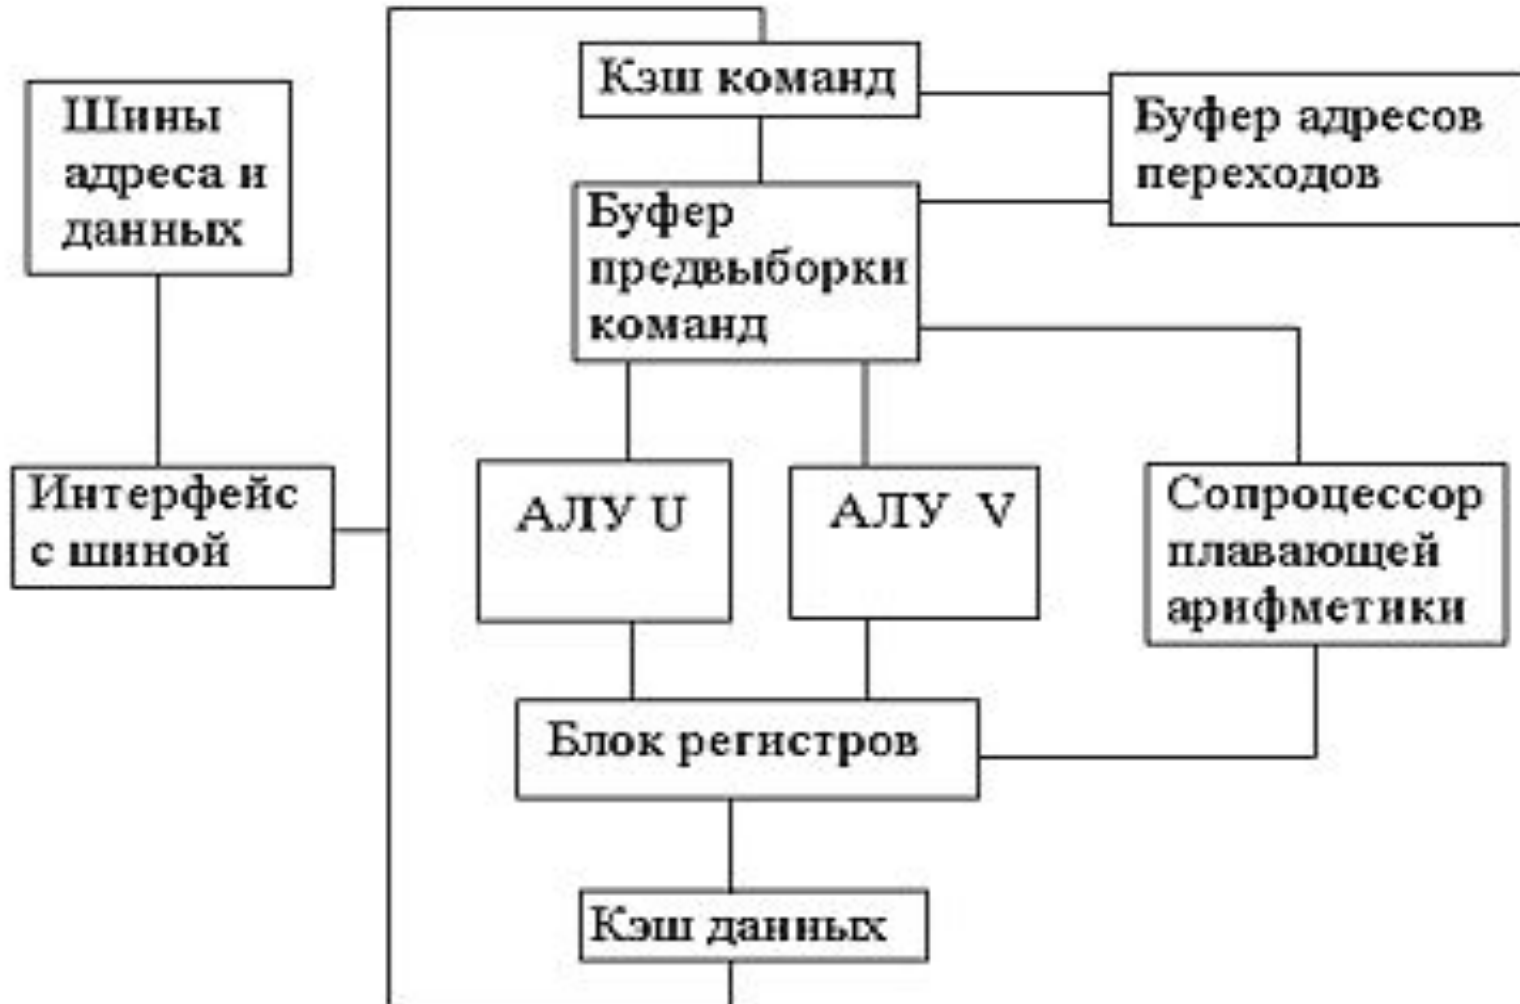 Шины
адреса и
данных
Интерфейс
с шиной
Кэш команд
Буфер адресов
переходов
Буфер
предвыборки
команд
АЛУ U
АЛУ V
Сопроцессор
плавающей
арифметики
Блок регистров
Кэш данных